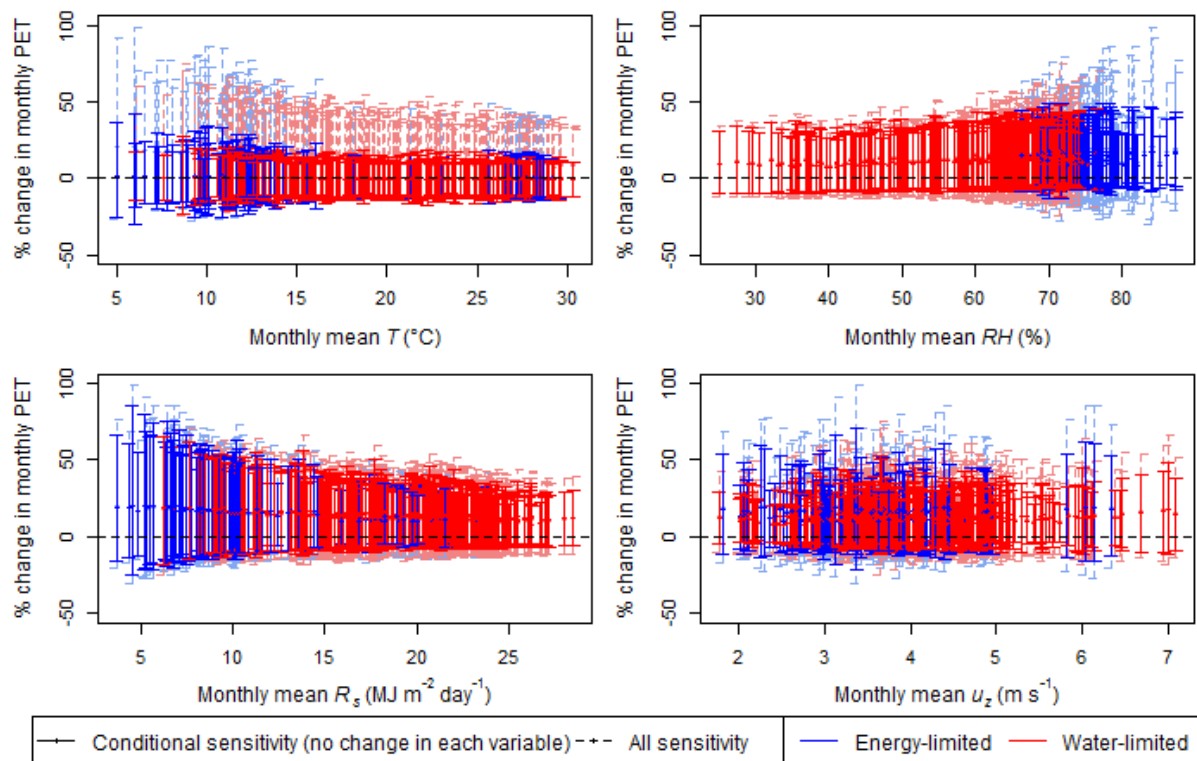 % change in monthly PET
100
50
0
-50
5 10 15 20 25 30
Monthly mean T (°C)
% change in monthly PET
100
50
0
-50
30 40 50 60 70 80
Monthly mean RH (%)
% change in monthly PET
100
50
0
-50
5 10 15 20 25
Monthly mean Rs (MJ m⁻² day⁻¹)
% change in monthly PET
100
50
0
-50
2 3 4 5 6 7
Monthly mean uz (m s⁻¹)
Conditional sensitivity (no change in each variable) All sensitivity Energy-limited Water-limited